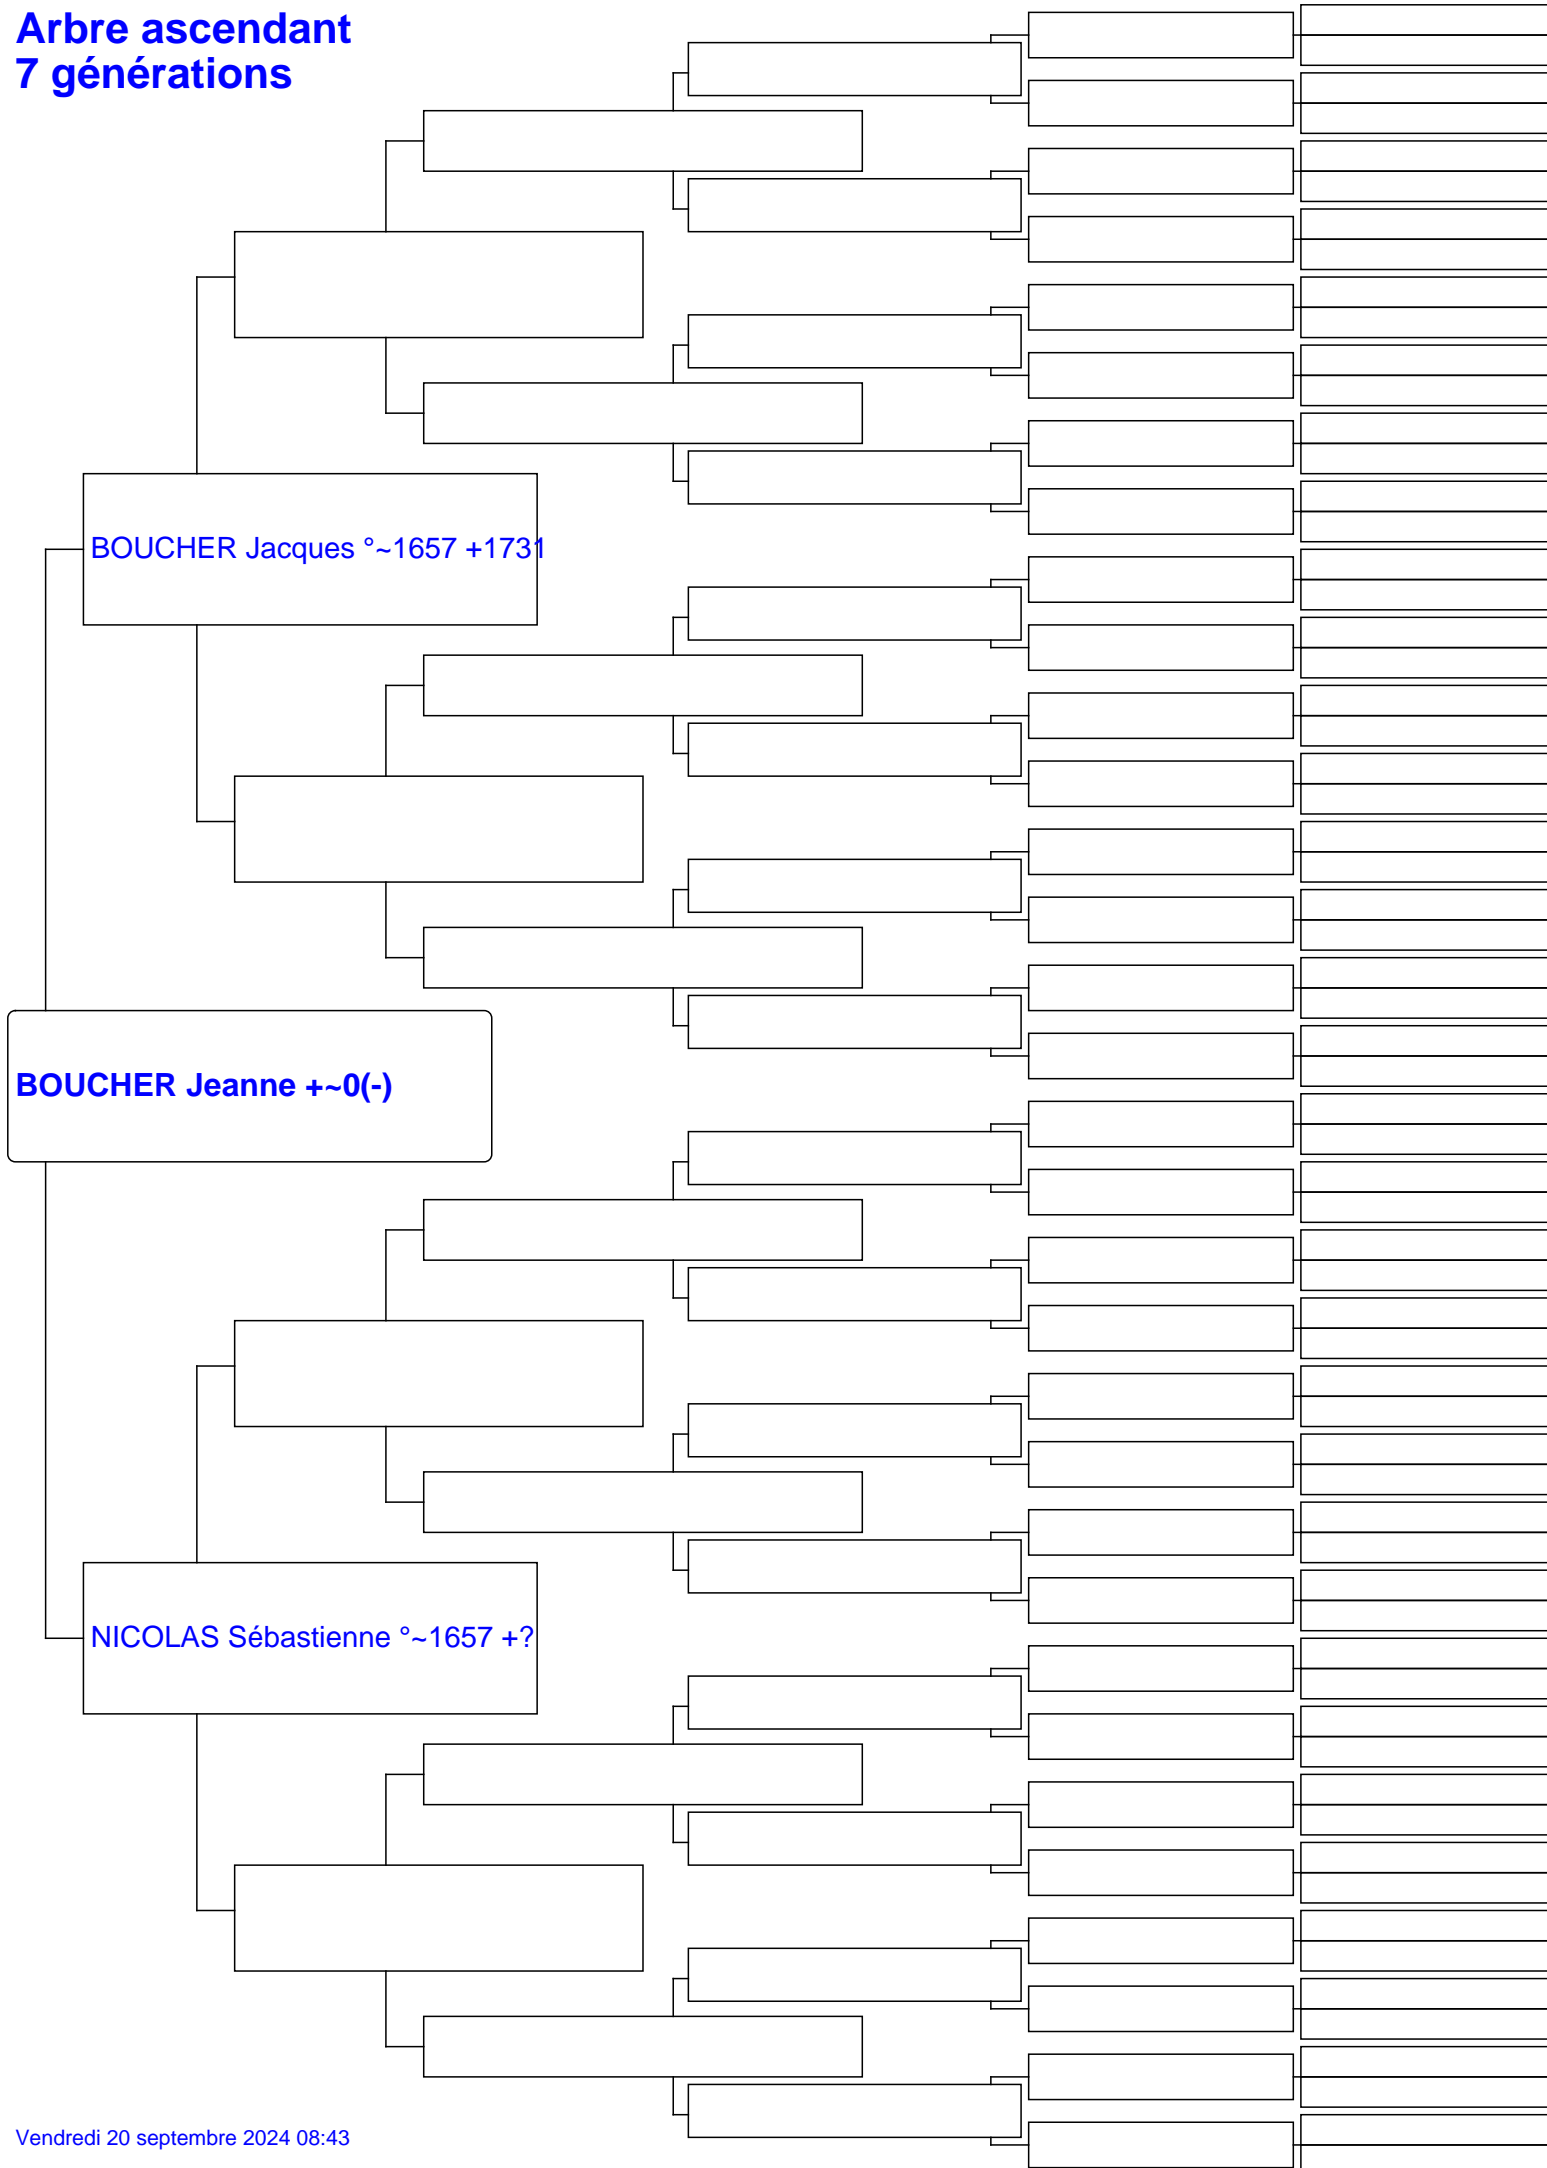 Arbre ascendant
7 générations
BOUCHER Jacques °~1657 +1731
BOUCHER Jeanne +~0(-)
NICOLAS Sébastienne °~1657 +?
Vendredi 20 septembre 2024 08:43